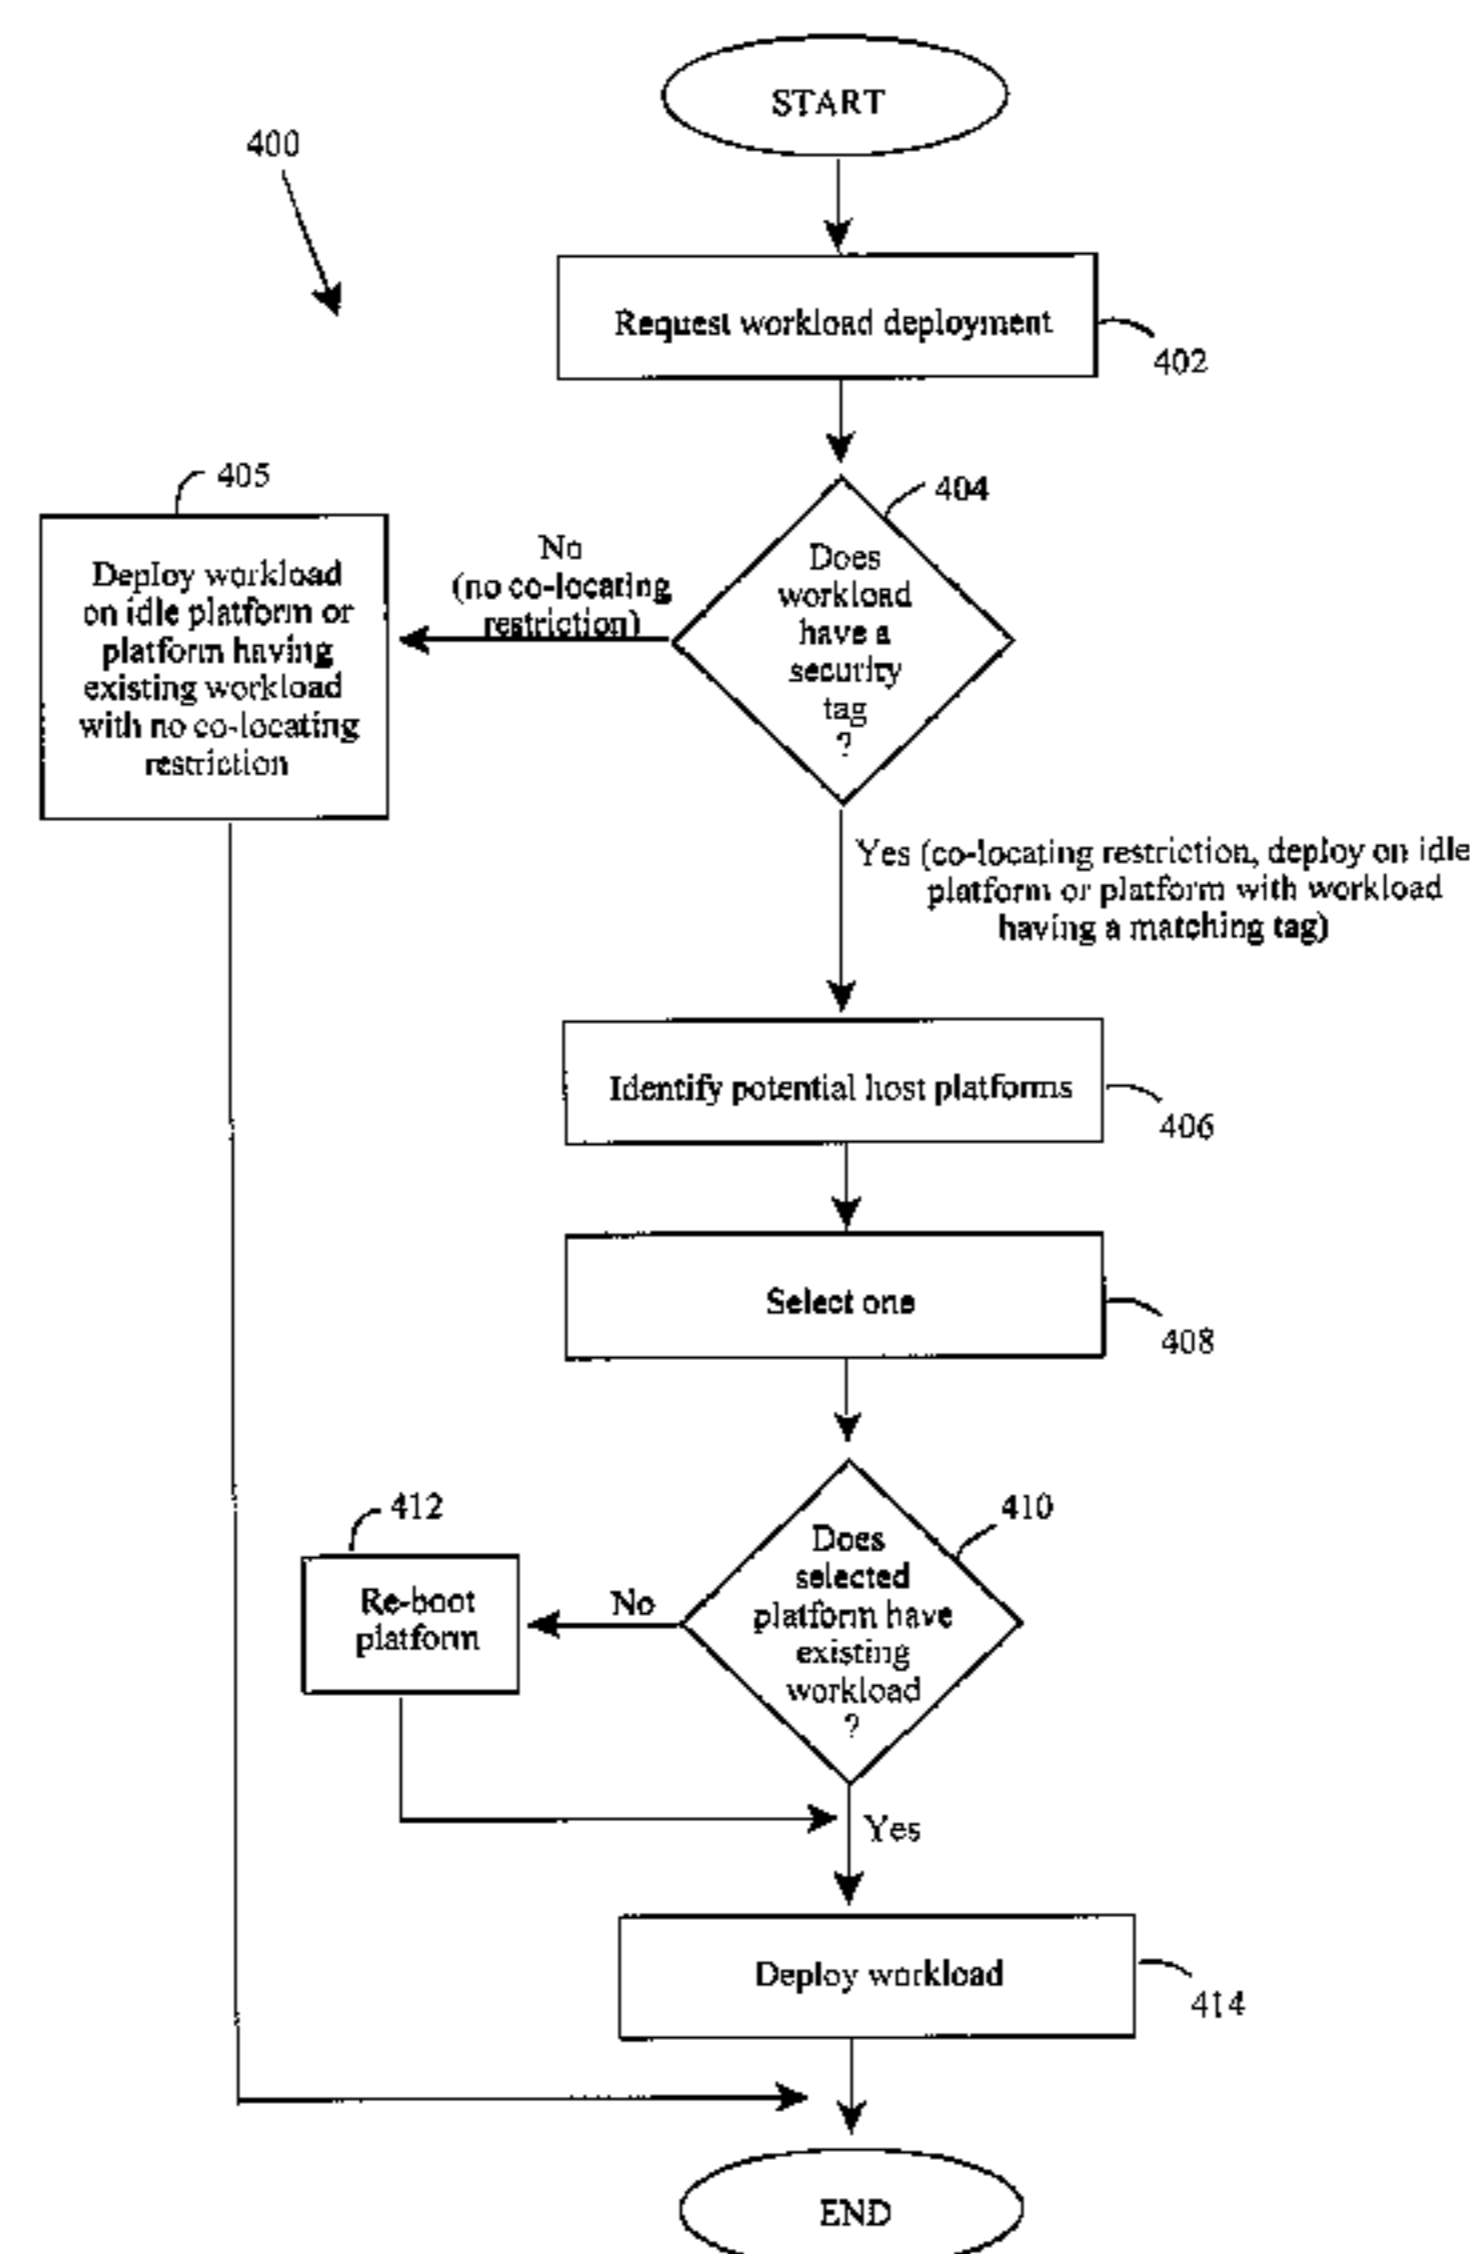 START
400
Request workload deployment
402
405
404
Does
workload
have a
security
tag
?
No
(no co-locating
restriction)
Deploy workload
on idle platform or
platform having
existing workload
with no co-locating
restriction
Yes (co-locating restriction, deploy on idle
platform or platform with workload
having a matching tag)
Identify potential host platforms
406
Select one
408
412
410
Does
selected
platform have
existing
workload
?
No
Re-boot
platform
Yes
Deploy workload
414
END